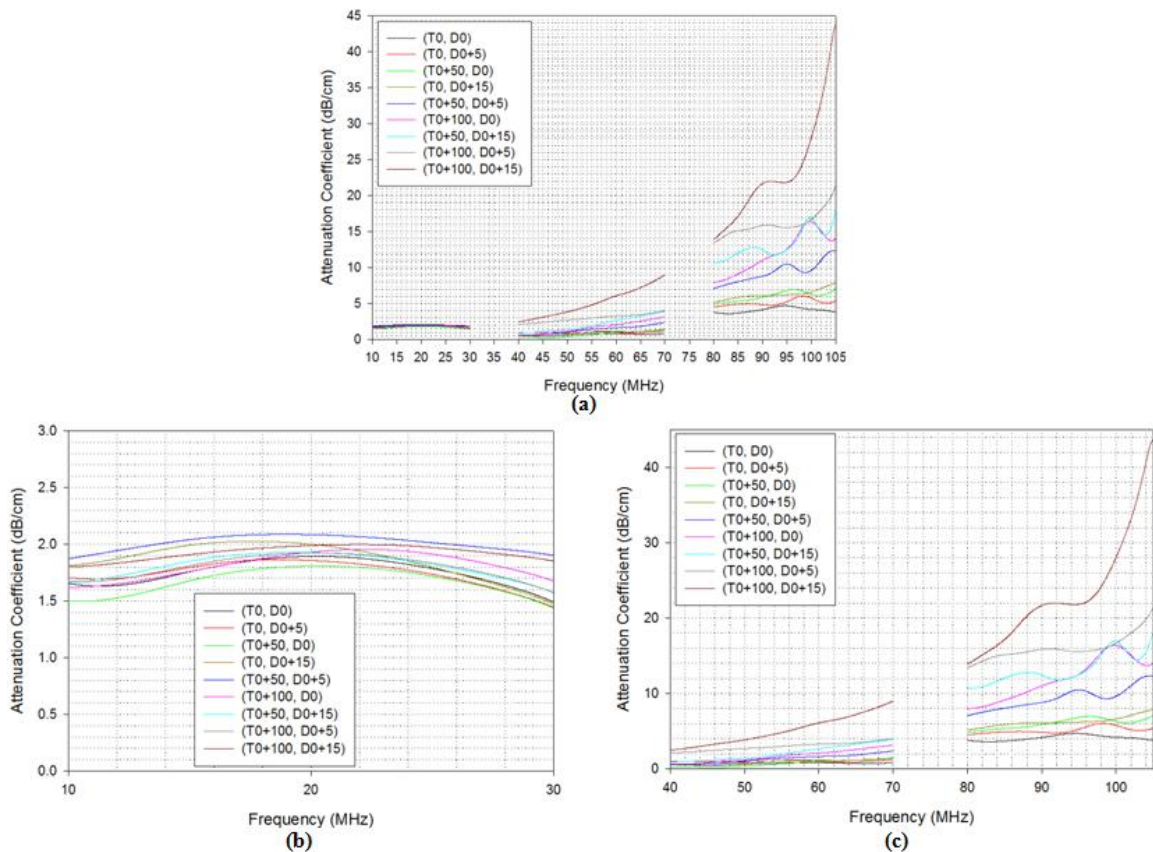 45
40
35
30
25
20
15
10
5
0
Attenuation Coefficient (dB/cm)
(T0, D0)
(T0, D0+5)
(T0+50, D0)
(T0, D0+15)
(T0+50, D0+5)
(T0+100, D0)
(T0+50, D0+15)
(T0+100, D0+5)
(T0+100, D0+15)
10 15 20 25 30 35 40 45 50 55 60 65 70 75 80 85 90 95 100 105
Frequency (MHz)
(a)
3.0
2.5
2.0
1.5
1.0
0.5
0.0
Attenuation Coefficient (dB/cm)
(T0, D0)
(T0, D0+5)
(T0+50, D0)
(T0, D0+15)
(T0+50, D0+5)
(T0+100, D0)
(T0+50, D0+15)
(T0+100, D0+5)
(T0+100, D0+15)
10 20 30
Frequency (MHz)
(b)
40
30
20
10
0
Attenuation Coefficient (dB/cm)
(T0, D0)
(T0, D0+5)
(T0+50, D0)
(T0, D0+15)
(T0+50, D0+5)
(T0+100, D0)
(T0+50, D0+15)
(T0+100, D0+5)
(T0+100, D0+15)
40 50 60 70 80 90 100
Frequency (MHz)
(c)